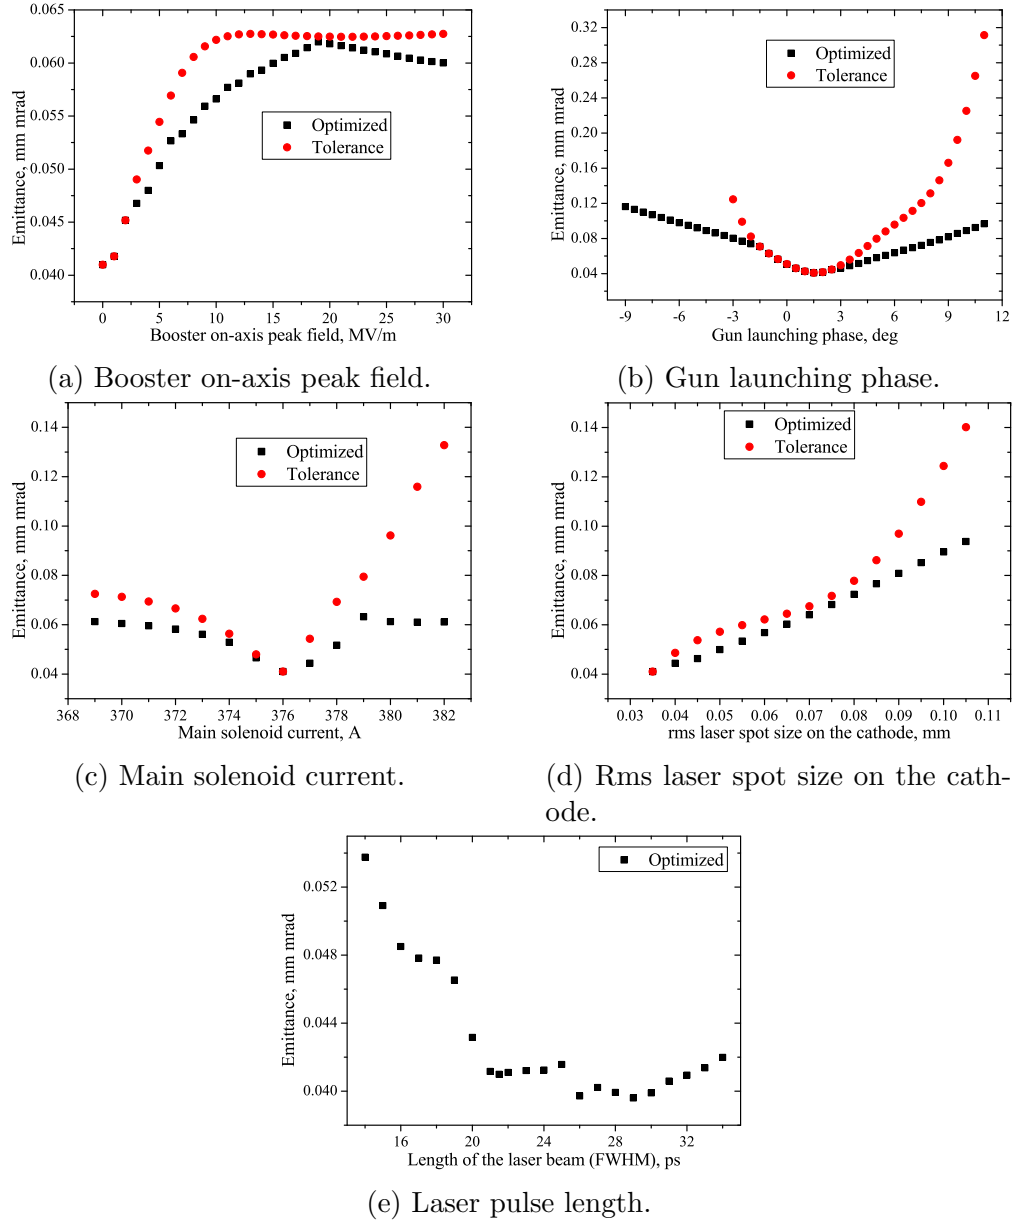 0.065
0.060
0.055
0.050
0.045
0.040
Emittance, mm mrad
Optimized
Tolerance
0 5 10 15 20 25 30
Booster on-axis peak field, MV/m
(a) Booster on-axis peak field.
0.32
0.28
0.24
0.20
0.16
0.12
0.08
0.04
Emittance, mm mrad
Optimized
Tolerance
-9 -6 -3 0 3 6 9 12
Gun launching phase, deg
(b) Gun launching phase.
0.14
0.12
0.10
0.08
0.06
0.04
Emittance, mm mrad
Optimized
Tolerance
368 370 372 374 376 378 380 382
Main solenoid current, A
(c) Main solenoid current.
0.14
0.12
0.10
0.08
0.06
0.04
Emittance, mm mrad
Optimized
Tolerance
0.03 0.04 0.05 0.06 0.07 0.08 0.09 0.10 0.11
rms laser spot size on the cathode, mm
(d) Rms laser spot size on the cath-
ode.
0.052
0.048
0.044
0.040
Emittance, mm mrad
Optimized
16 20 24 28 32
Length of the laser beam (FWHM), ps
(e) Laser pulse length.